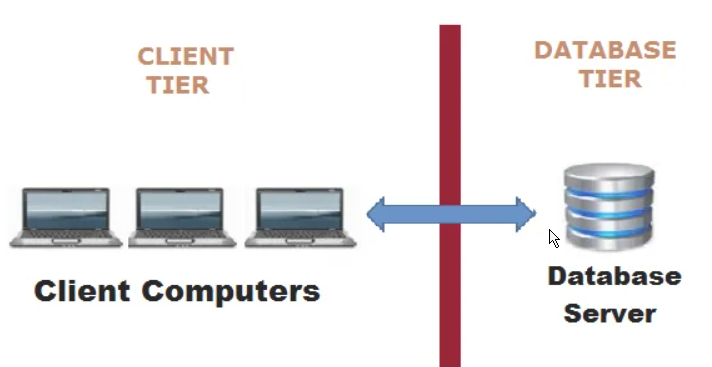 CLIENT
TIER
DATABASE
TIER
Client Computers
Database
Server